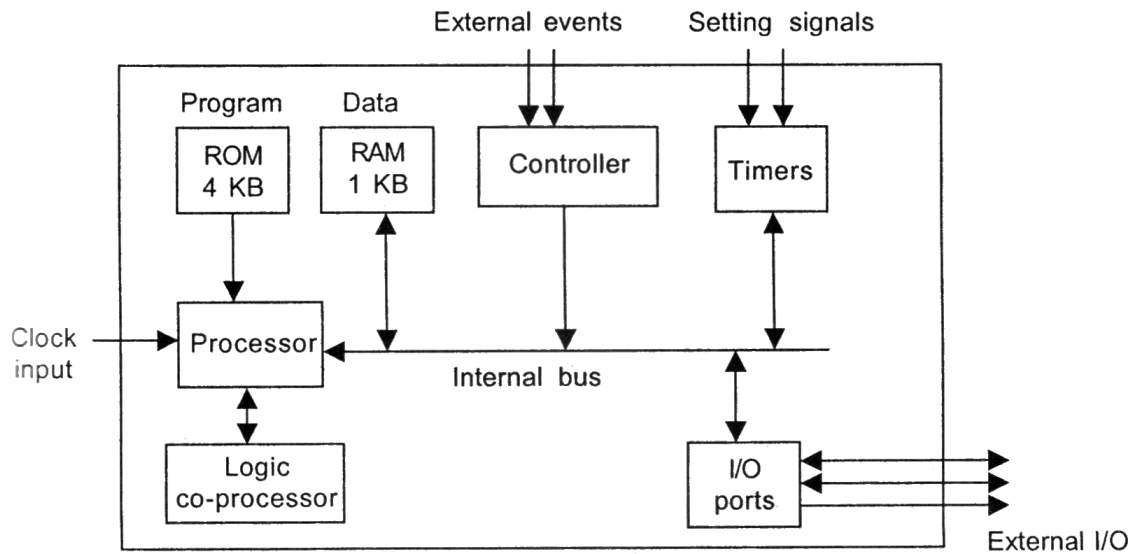 External events
Setting signals
Program
Data
ROM
4 KB
RAM
1 KB
Controller
Timers
Clock
input
Processor
Internal bus
Logic
co-processor
I/O
ports
External I/O